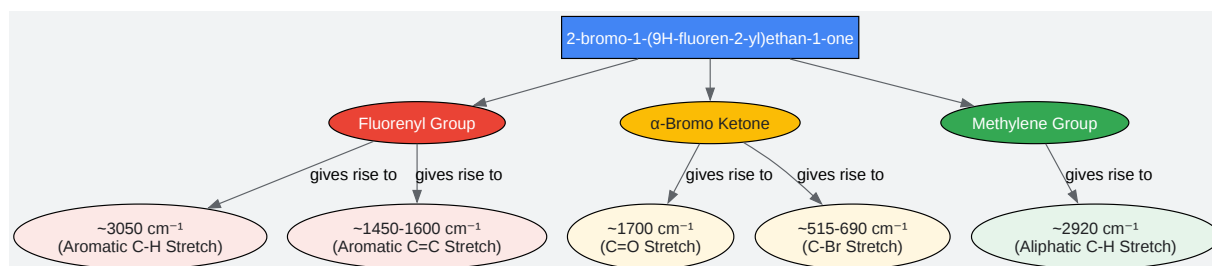 2-bromo-1-(9H-fluoren-2-yl)ethan-1-one
Fluorenyl Group
α-Bromo Ketone
Methylene Group
gives rise to
gives rise to
gives rise to
gives rise to
gives rise to
~3050 cm⁻¹
(Aromatic C-H Stretch)
~1450-1600 cm⁻¹
(Aromatic C=C Stretch)
~1700 cm⁻¹
(C=O Stretch)
~515-690 cm⁻¹
(C-Br Stretch)
~2920 cm⁻¹
(Aliphatic C-H Stretch)